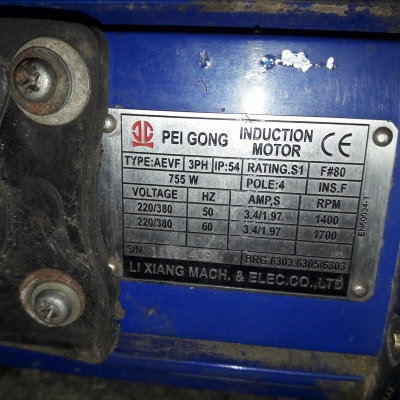 PEI GONG INDUCTION MOTOR CE
TYPE:AEVF 3PH IP:54 RATING.S1 F#80
755 W POLE:4 INS.F
VOLTAGE HZ AMP,S RPM
220/380 50 3.4/1.97 1400
220/380 60 3.4/1.97 1700
S/N BRG.6303.6305/6303
LI XIANG MACH. & ELEC.CO.,LTD
EN60034-1